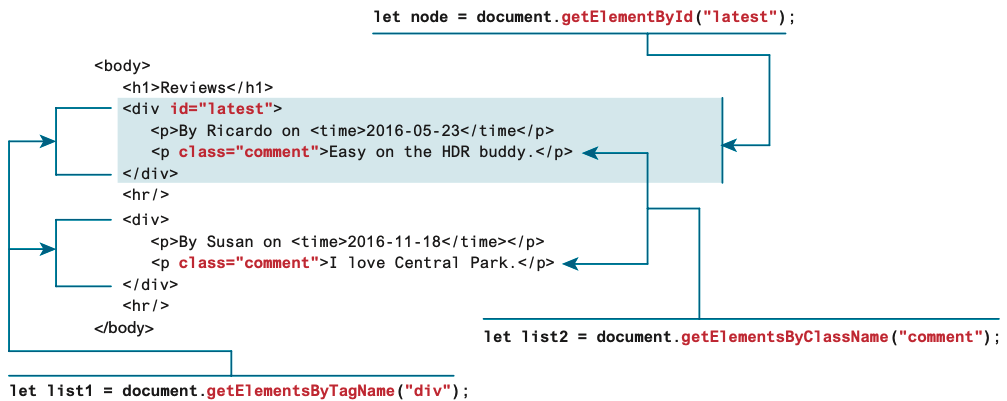 let node = document.getElementById("latest");
<body>
<h1>Reviews</h1>
<div id="latest">
<p>By Ricardo on <time>2016-05-23</time></p>
<p class="comment">Easy on the HDR buddy.</p>
</div>
<hr/>
<div>
<p>By Susan on <time>2016-11-18</time></p>
<p class="comment">I love Central Park.</p>
</div>
<hr/>
</body>
let list2 = document.getElementsByClassName("comment");
let list1 = document.getElementsByTagName("div");